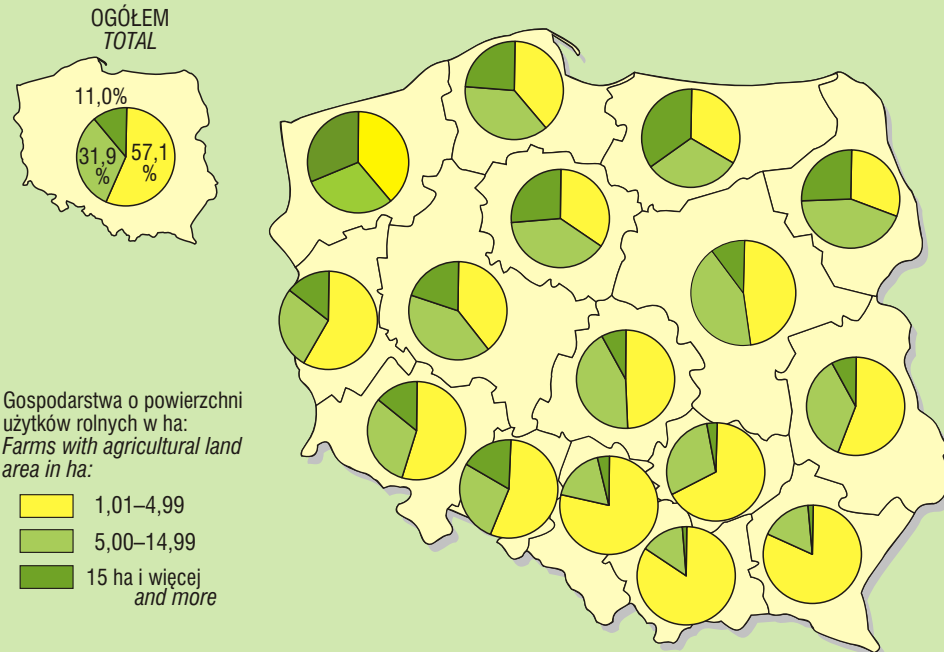 OGÓŁEM
TOTAL
11,0%
31,9
%
57,1
%
Gospodarstwa o powierzchni
użytków rolnych w ha:
Farms with agricultural land
area in ha:
1,01–4,99
5,00–14,99
15 ha i więcej
and more